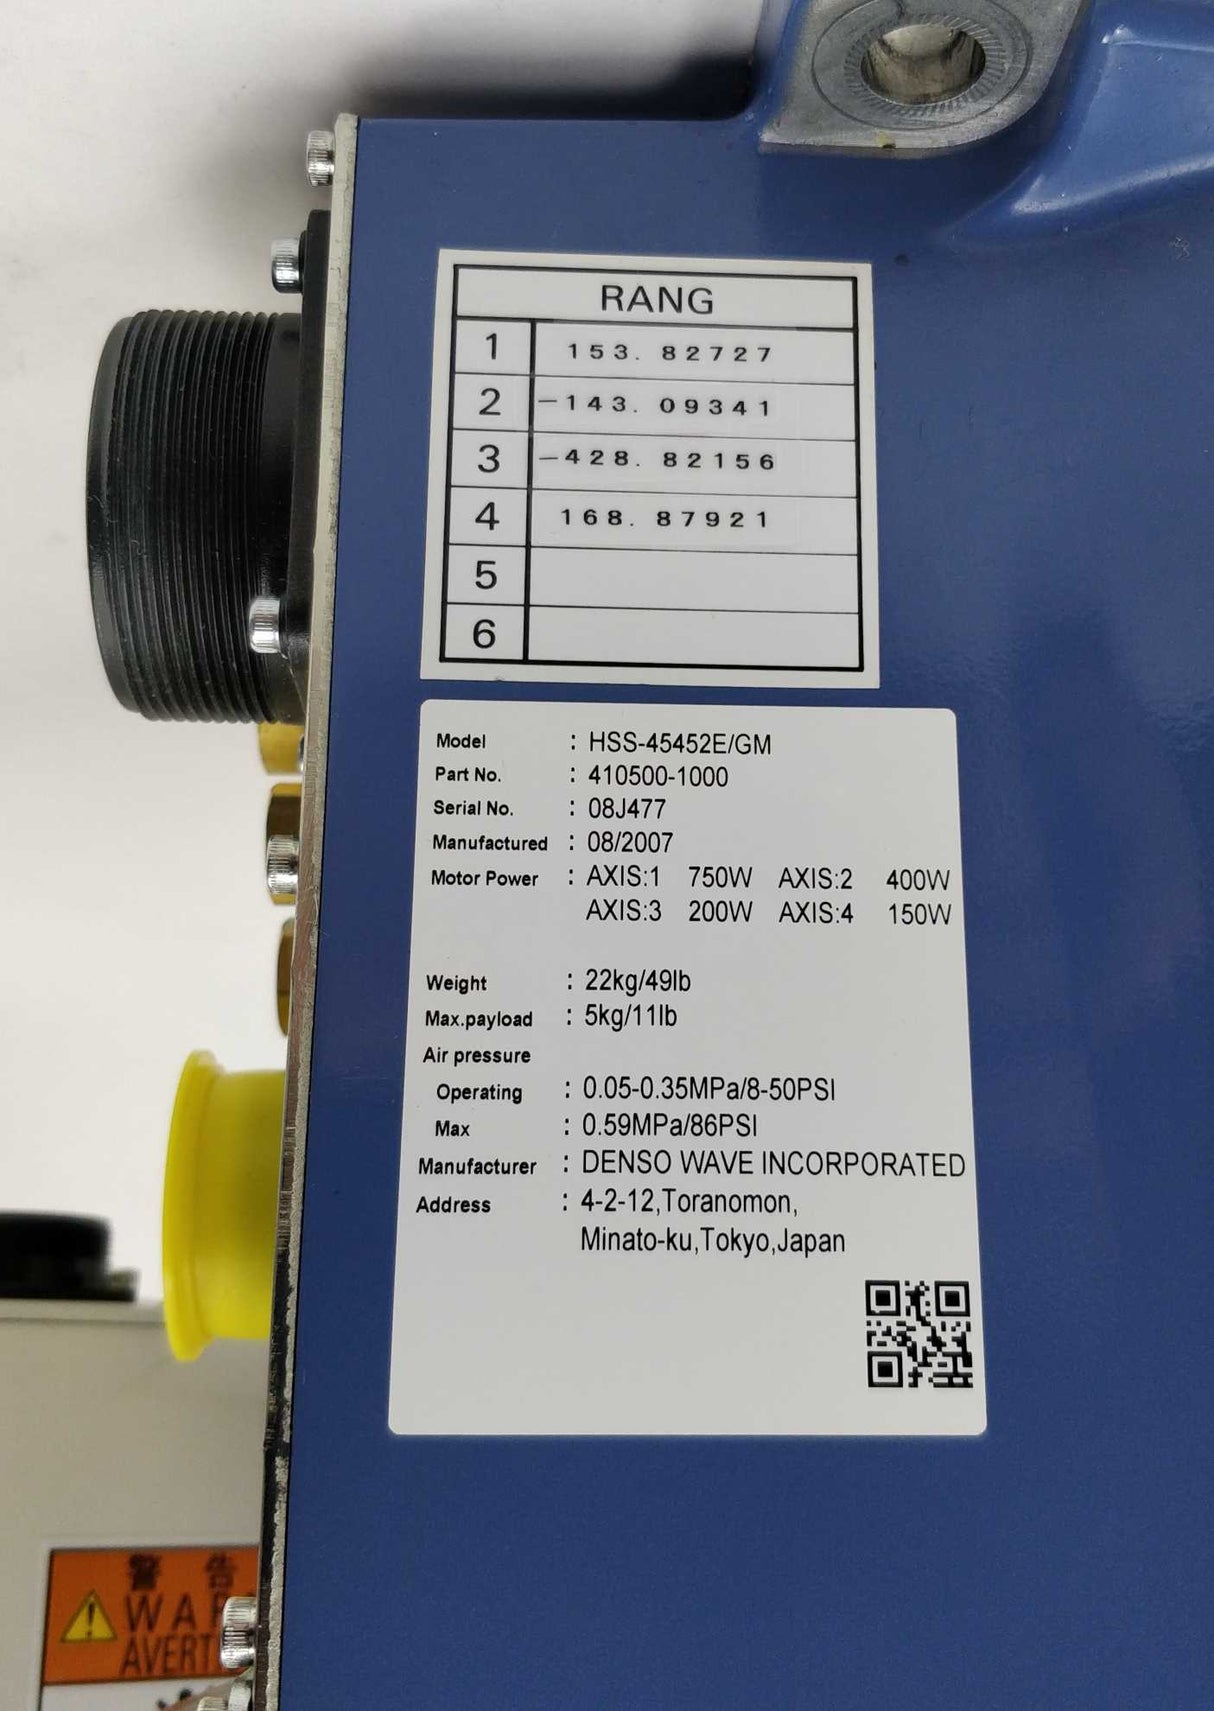 RANG
1 153. 82727
2 -143. 09341
3 -428. 82156
4 168. 87921
5
6
Model : HSS-45452E/GM
Part No. : 410500-1000
Serial No. : 08J477
Manufactured : 08/2007
Motor Power : AXIS:1 750W AXIS:2 400W
AXIS:3 200W AXIS:4 150W
Weight : 22kg/49lb
Max.payload : 5kg/11lb
Air pressure
Operating : 0.05-0.35MPa/8-50PSI
Max : 0.59MPa/86PSI
Manufacturer : DENSO WAVE INCORPORATED
Address : 4-2-12,Toranomon,
Minato-ku,Tokyo,Japan
警告